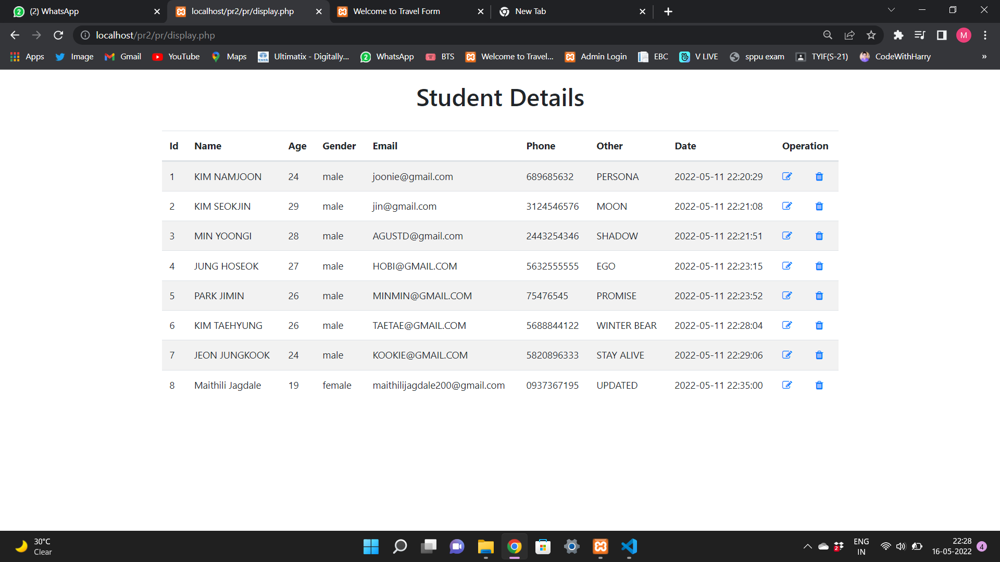 (2) WhatsApp localhost/pr2/pr/display.php Welcome to Travel Form New Tab
localhost/pr2/pr/display.php M
Apps Image Gmail YouTube Maps Ultimatix - Digitally... WhatsApp BTS Welcome to Travel... Admin Login EBC V LIVE sppu exam TYIF(S-21) CodeWithHarry »
Student Details
Id Name Age Gender Email Phone Other Date Operation
1 KIM NAMJOON 24 male joonie@gmail.com 689685632 PERSONA 2022-05-11 22:20:29
2 KIM SEOKJIN 29 male jin@gmail.com 3124546576 MOON 2022-05-11 22:21:08
3 MIN YOONGI 28 male AGUSTD@gmail.com 2443254346 SHADOW 2022-05-11 22:21:51
4 JUNG HOSEOK 27 male HOBI@GMAIL.COM 5632555555 EGO 2022-05-11 22:23:15
5 PARK JIMIN 26 male MINMIN@GMAIL.COM 75476545 PROMISE 2022-05-11 22:23:52
6 KIM TAEHYUNG 26 male TAETAE@GMAIL.COM 5688844122 WINTER BEAR 2022-05-11 22:28:04
7 JEON JUNGKOOK 24 male KOOKIE@GMAIL.COM 5820896333 STAY ALIVE 2022-05-11 22:29:06
8 Maithili Jagdale 19 female maithilijagdale200@gmail.com 0937367195 UPDATED 2022-05-11 22:35:00
30°C ENG 22:28
Clear 2 IN 16-05-2022 4